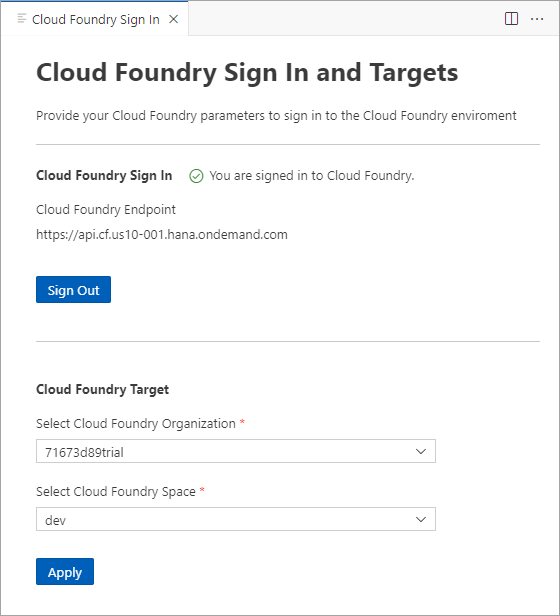 Cloud Foundry Sign In
Cloud Foundry Sign In and Targets
Provide your Cloud Foundry parameters to sign in to the Cloud Foundry enviroment
Cloud Foundry Sign In You are signed in to Cloud Foundry.
Cloud Foundry Endpoint
https://api.cf.us10-001.hana.ondemand.com
Sign Out
Cloud Foundry Target
Select Cloud Foundry Organization *
71673d89trial
Select Cloud Foundry Space *
dev
Apply